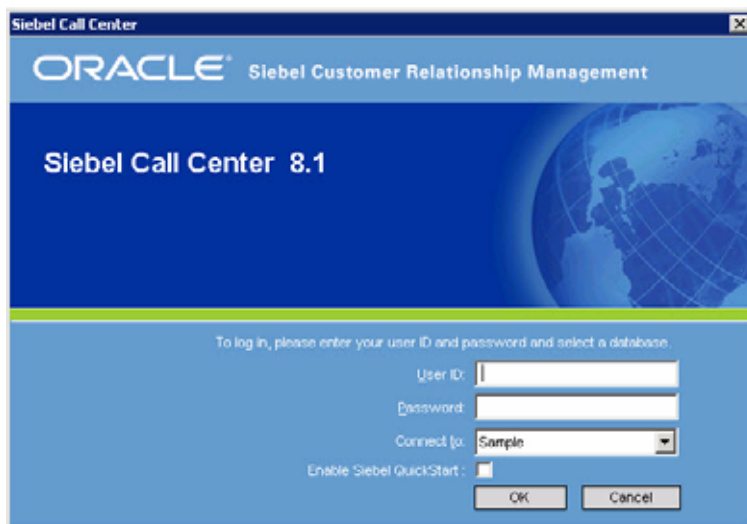 Siebel Call Center
ORACLE® Siebel Customer Relationship Management
Siebel Call Center 8.1
To log in, please enter your user ID and password and select a database.
User ID:
Password:
Connect to: Sample
Enable Siebel QuickStart :
OK Cancel